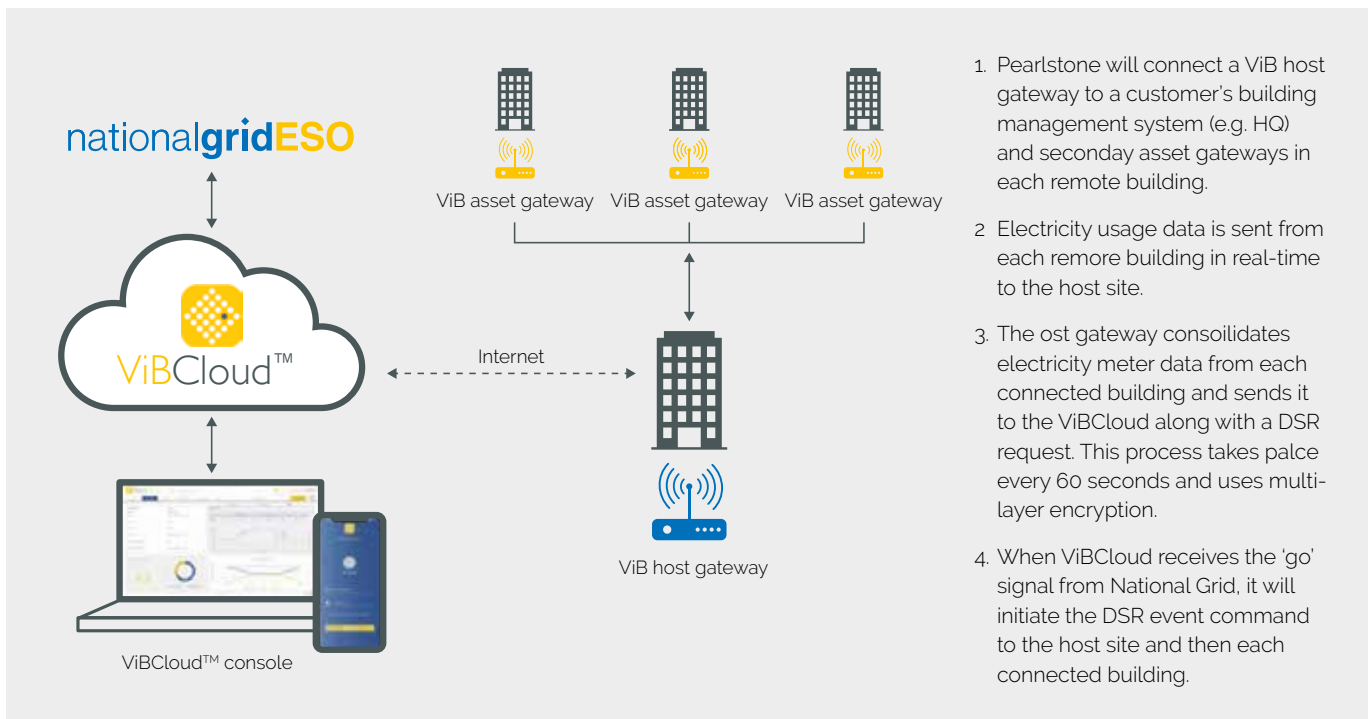 nationalgridESO
ViBCloud™
ViBCloud™ console
ViB asset gateway
ViB asset gateway
ViB asset gateway
Internet
ViB host gateway
1. Pearlstone will connect a ViB host
gateway to a customer's building
management system (e.g. HQ)
and seconday asset gateways in
each remote building.
2 Electricity usage data is sent from
each remore building in real-time
to the host site.
3. The ost gateway consoilidates
electricity meter data from each
connected building and sends it
to the ViBCloud along with a DSR
request. This process takes palce
every 60 seconds and uses multi-
layer encryption.
4. When ViBCloud receives the ‘go’
signal from National Grid, it will
initiate the DSR event command
to the host site and then each
connected building.